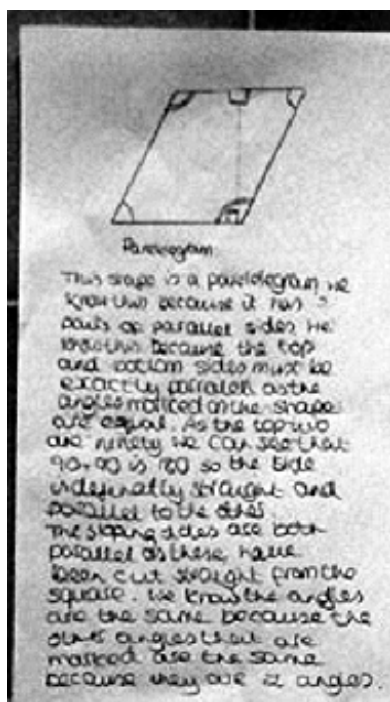 Parallelogram
This shape is a parallelogram we
know this because it has 2
pairs of parallel sides we
know this because the top
and bottom sides must be
exactly parallel as the
angles marked on the shape
are equal. As the top two
are ninety we can see that
90+90 is 180 so the side
is definatly straight and
parallel to the other.
The sloping sides are both
parallel as these have
been cut straight from the
square. We know the angles
are the same because the
other angles that are
marked are the same
because they are angles.